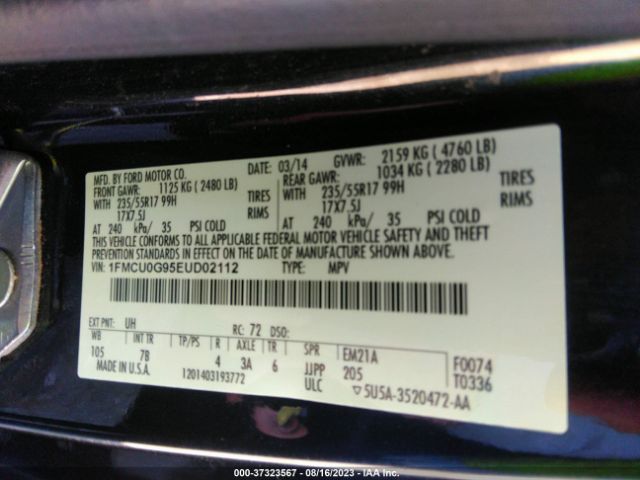 MFD. BY FORD MOTOR CO.
DATE: 03/14 GVWR: 2159 KG ( 4760 LB)
FRONT GAWR: 1125 KG ( 2480 LB) REAR GAWR: 1034 KG ( 2280 LB)
WITH 235/55R17 99H TIRES WITH 235/55R17 99H TIRES
17X7.5J RIMS 17X7.5J RIMS
AT 240 kPa/ 35 PSI COLD AT 240 kPa/ 35 PSI COLD
THIS VEHICLE CONFORMS TO ALL APPLICABLE FEDERAL MOTOR VEHICLE SAFETY AND THEFT
PREVENTION STANDARDS IN EFFECT ON THE DATE OF MANUFACTURE SHOWN ABOVE.
VIN: 1FMCU0G95EUD02112 TYPE: MPV
EXT PNT: UH RC: 72 DSO:
WB INT TR TP/PS R AXLE TR SPR EM21A F0074
105 7B 4 3A 6 JJPP 205 T0336
MADE IN U.S.A. 1201403193772 ULC ▽5U5A-3520472-AA
000-37323567 - 08/16/2023 - IAA Inc.